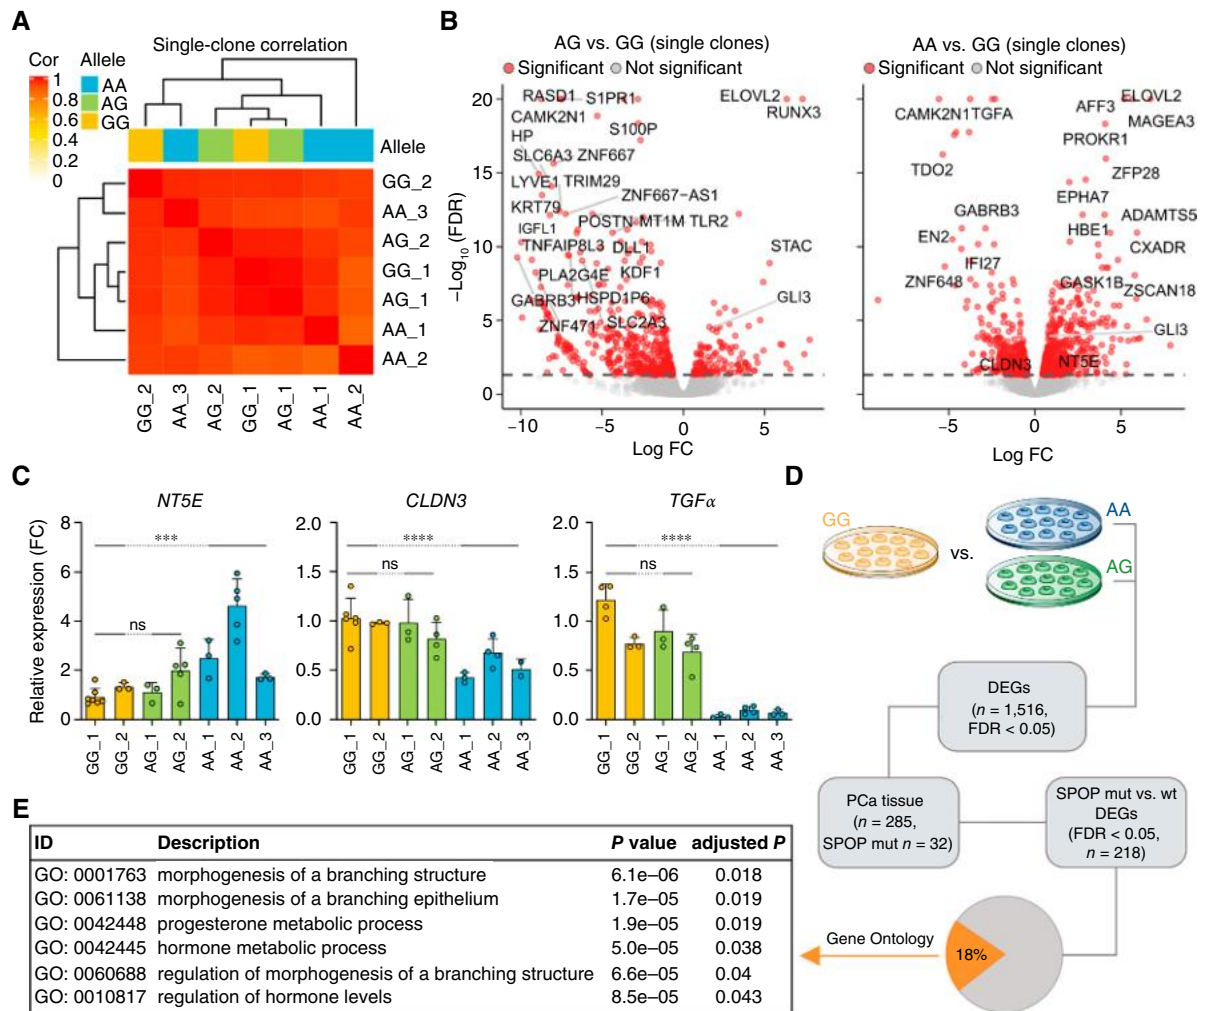 A
Single-clone correlation
Cor
Allele
1
0.8
0.6
0.4
0.2
0
AA
AG
GG
Allele
GG_2
AA_3
AG_2
GG_1
AG_1
AA_1
AA_2
GG_2
AA_3
AG_2
GG_1
AG_1
AA_1
AA_2
B
AG vs. GG (single clones)
Significant Not significant
−Log10 (FDR)
20
15
10
5
0
−10
−5
0
5
Log FC
RASD1
S1PR1
ELOVL2
RUNX3
CAMK2N1
S100P
HP
SLC6A3
ZNF667
LYVE1
TRIM29
ZNF667−AS1
KRT79
POSTN
MT1M
TLR2
IGFL1
TNFAIP8L3
DLL1
STAC
PLA2G4E
KDF1
GABRB3
HSPD1P6
GLI3
ZNF471
SLC2A3
AA vs. GG (single clones)
Significant Not significant
ELOVL2
CAMK2N1
TGFA
AFF3
MAGEA3
PROKR1
TDO2
ZFP28
EPHA7
GABRB3
ADAMTS5
HBE1
EN2
CXADR
IFI27
ZNF648
GASK1B
ZSCAN18
GLI3
CLDN3
NT5E
−5
0
5
Log FC
C
NT5E
Relative expression (FC)
8
6
4
2
0
***
ns
GG_1
GG_2
AG_1
AG_2
AA_1
AA_2
AA_3
CLDN3
2.0
1.5
1.0
0.5
0.0
****
ns
GG_1
GG_2
AG_1
AG_2
AA_1
AA_2
AA_3
TGFα
2.0
1.5
1.0
0.5
0.0
****
ns
GG_1
GG_2
AG_1
AG_2
AA_1
AA_2
AA_3
D
GG
vs.
AA
AG
DEGs
(n = 1,516,
FDR < 0.05)
PCa tissue
(n = 285,
SPOP mut n = 32)
SPOP mut vs. wt
DEGs
(FDR < 0.05,
n = 218)
Gene Ontology
18%
E
ID Description P value adjusted P
GO: 0001763 morphogenesis of a branching structure 6.1e–06 0.018
GO: 0061138 morphogenesis of a branching epithelium 1.7e–05 0.019
GO: 0042448 progesterone metabolic process 1.9e–05 0.019
GO: 0042445 hormone metabolic process 5.0e–05 0.038
GO: 0060688 regulation of morphogenesis of a branching structure 6.6e–05 0.04
GO: 0010817 regulation of hormone levels 8.5e–05 0.043